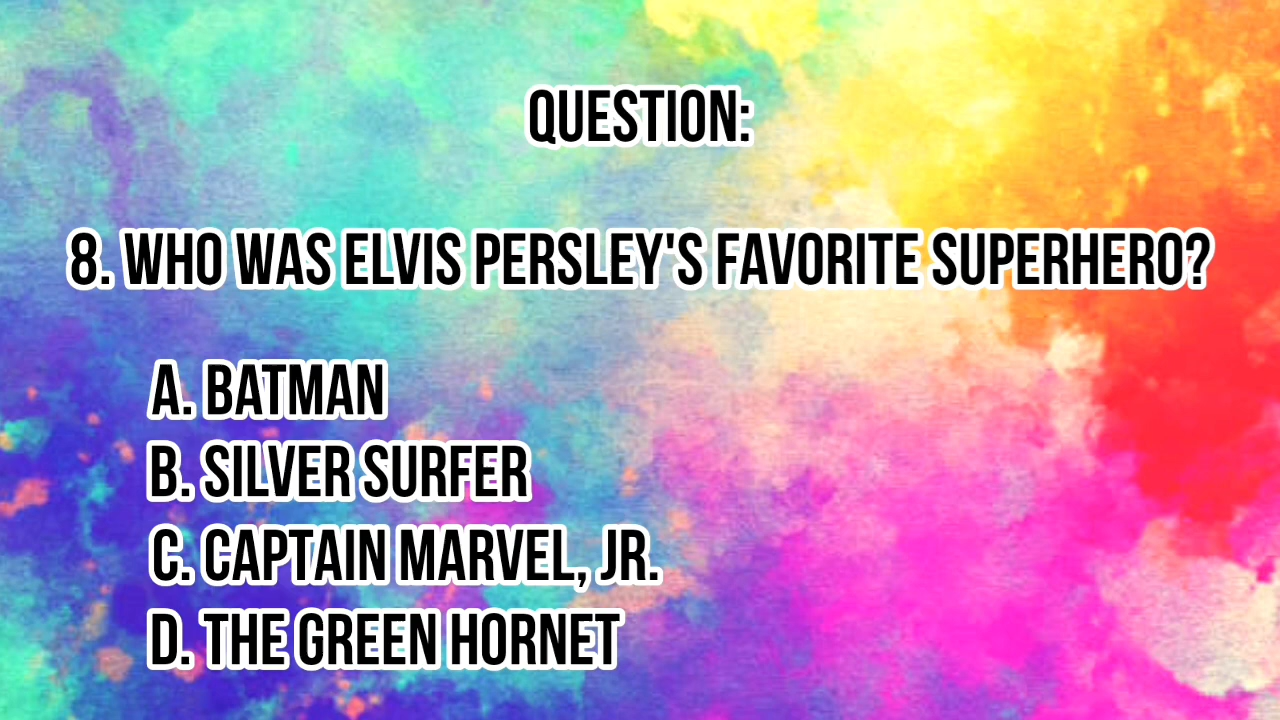 QUESTION:
8. WHO WAS ELVIS PERSLEY'S FAVORITE SUPERHERO?
A. BATMAN
B. SILVER SURFER
C. CAPTAIN MARVEL, JR.
D. THE GREEN HORNET